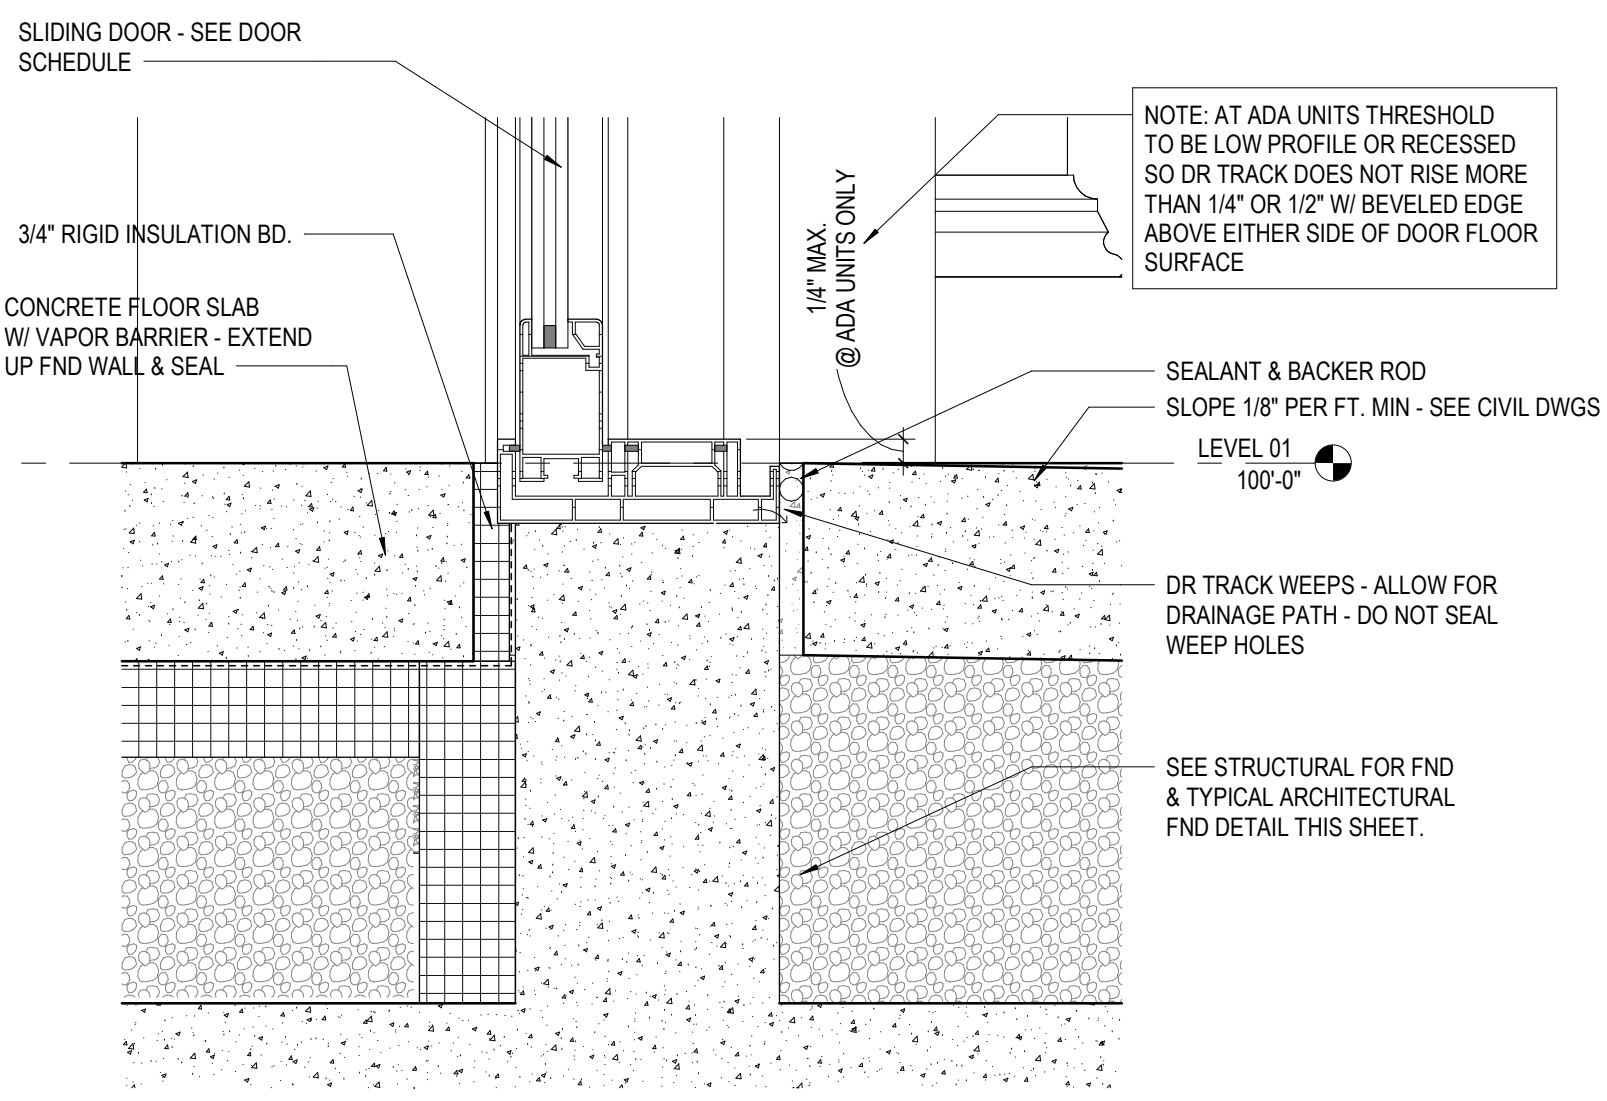 SLIDING DOOR - SEE DOOR
SCHEDULE
3/4" RIGID INSULATION BD.
CONCRETE FLOOR SLAB
W/ VAPOR BARRIER - EXTEND
UP FND WALL & SEAL
1/4" MAX.
@ ADA UNITS ONLY
NOTE: AT ADA UNITS THRESHOLD
TO BE LOW PROFILE OR RECESSED
SO DR TRACK DOES NOT RISE MORE
THAN 1/4" OR 1/2" W/ BEVELED EDGE
ABOVE EITHER SIDE OF DOOR FLOOR
SURFACE
SEALANT & BACKER ROD
SLOPE 1/8" PER FT. MIN - SEE CIVIL DWGS
LEVEL 01
100'-0"
DR TRACK WEEPS - ALLOW FOR
DRAINAGE PATH - DO NOT SEAL
WEEP HOLES
SEE STRUCTURAL FOR FND
& TYPICAL ARCHITECTURAL
FND DETAIL THIS SHEET.